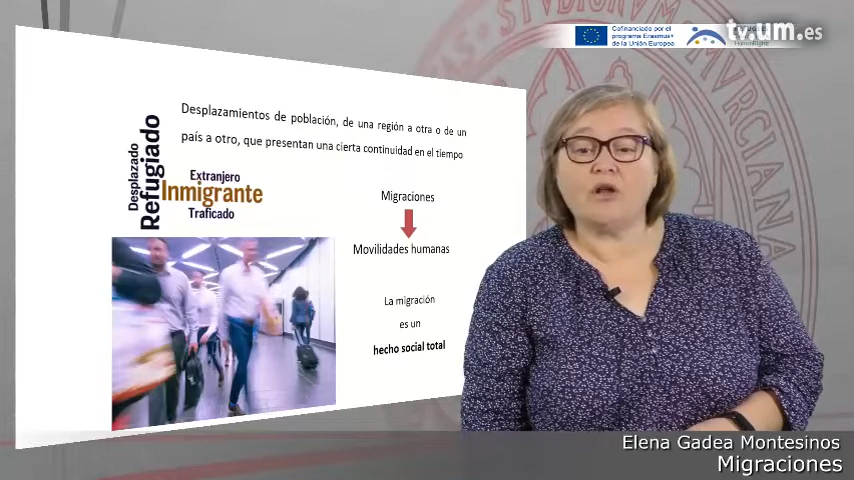 Cofinanciado por el
programa Erasmus+
de la Unión Europea
tv.um.es
Desplazamientos de población, de una región a otra o de un
país a otro, que presentan una cierta continuidad en el tiempo
Desplazado
Refugiado
Extranjero
Inmigrante
Traficado
Migraciones
Movilidades humanas
La migración
es un
hecho social total
MVRCIANA
Elena Gadea Montesinos
Migraciones